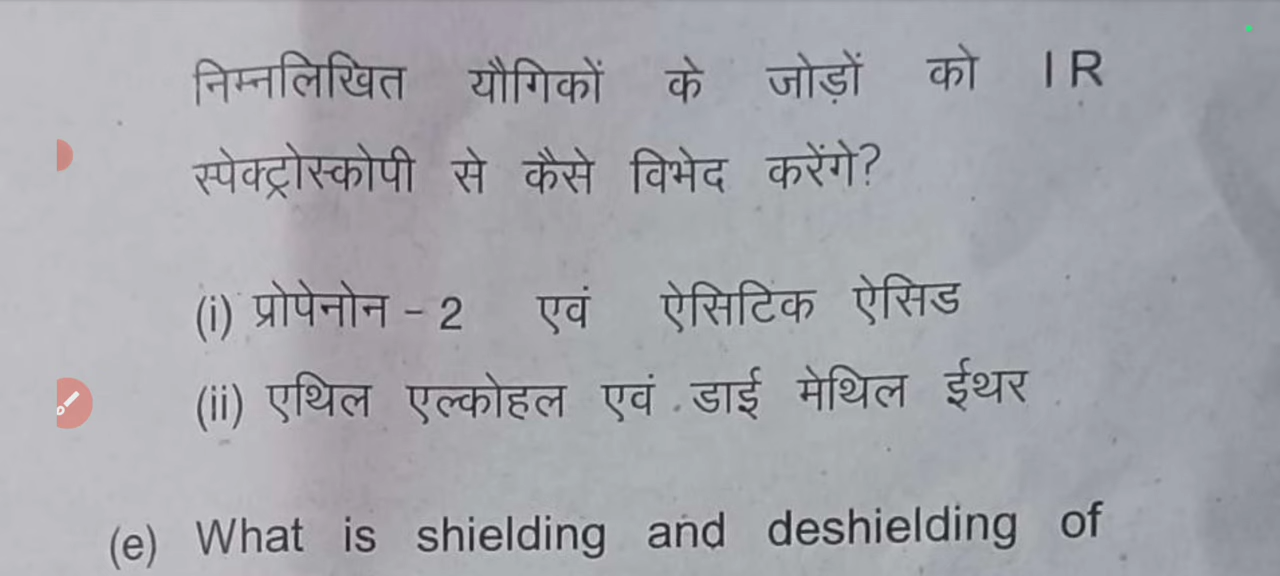 निम्नलिखित यौगिकों के जोड़ों को IR
स्पेक्ट्रोस्कोपी से कैसे विभेद करेंगे?
(i) प्रोपेनोन - 2 एवं ऐसिटिक ऐसिड
(ii) एथिल एल्कोहल एवं डाई मेथिल ईथर
(e) What is shielding and deshielding of